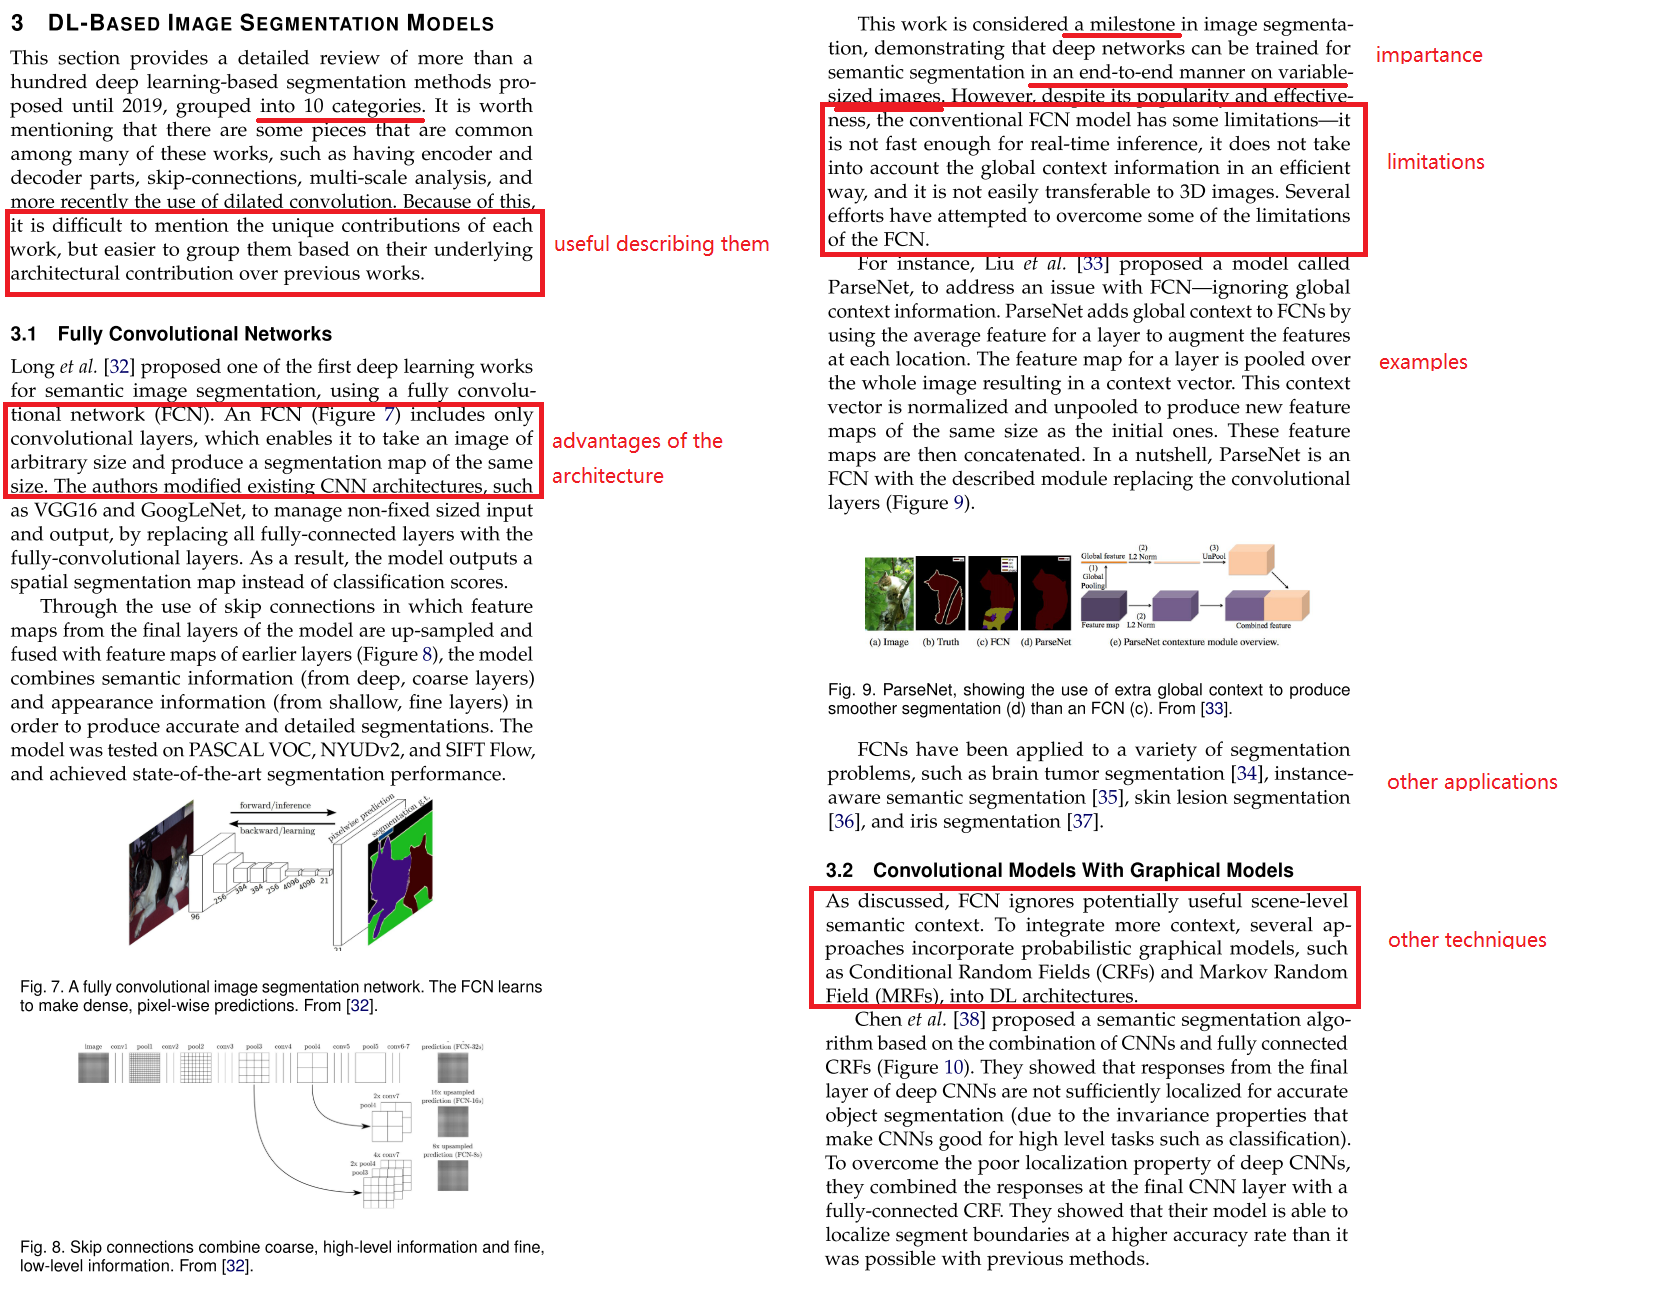 3 DL-BASED IMAGE SEGMENTATION MODELS
This section provides a detailed review of more than a
hundred deep learning-based segmentation methods pro-
posed until 2019, grouped into 10 categories. It is worth
mentioning that there are some pieces that are common
among many of these works, such as having encoder and
decoder parts, skip-connections, multi-scale analysis, and
more recently the use of dilated convolution. Because of this,
it is difficult to mention the unique contributions of each
work, but easier to group them based on their underlying
architectural contribution over previous works.
useful describing them
3.1 Fully Convolutional Networks
Long et al. [32] proposed one of the first deep learning works
for semantic image segmentation, using a fully convolu-
tional network (FCN). An FCN (Figure 7) includes only
convolutional layers, which enables it to take an image of
arbitrary size and produce a segmentation map of the same
size. The authors modified existing CNN architectures, such
advantages of the
architecture
as VGG16 and GoogLeNet, to manage non-fixed sized input
and output, by replacing all fully-connected layers with the
fully-convolutional layers. As a result, the model outputs a
spatial segmentation map instead of classification scores.
Through the use of skip connections in which feature
maps from the final layers of the model are up-sampled and
fused with feature maps of earlier layers (Figure 8), the model
combines semantic information (from deep, coarse layers)
and appearance information (from shallow, fine layers) in
order to produce accurate and detailed segmentations. The
model was tested on PASCAL VOC, NYUDv2, and SIFT Flow,
and achieved state-of-the-art segmentation performance.
forward/inference
backward/learning
pixelwise prediction
segmentation g.t.
96
256
384
384
256
4096
4096
21
21
Fig. 7. A fully convolutional image segmentation network. The FCN learns
to make dense, pixel-wise predictions. From [32].
image conv1 pool1 conv2 pool2 conv3 pool3 conv4 pool4 conv5 pool5 conv6-7 prediction (FCN-32s)
2x conv7
pool4
16x upsampled
prediction (FCN-16s)
4x conv7
2x pool4
pool3
8x upsampled
prediction (FCN-8s)
Fig. 8. Skip connections combine coarse, high-level information and fine,
low-level information. From [32].
This work is considered a milestone in image segmenta-
tion, demonstrating that deep networks can be trained for
semantic segmentation in an end-to-end manner on variable-
sized images. However, despite its popularity and effective-
impartance
ness, the conventional FCN model has some limitations—it
is not fast enough for real-time inference, it does not take
into account the global context information in an efficient
way, and it is not easily transferable to 3D images. Several
efforts have attempted to overcome some of the limitations
of the FCN.
limitations
For instance, Liu et al. [33] proposed a model called
ParseNet, to address an issue with FCN—ignoring global
context information. ParseNet adds global context to FCNs by
using the average feature for a layer to augment the features
at each location. The feature map for a layer is pooled over
the whole image resulting in a context vector. This context
vector is normalized and unpooled to produce new feature
maps of the same size as the initial ones. These feature
maps are then concatenated. In a nutshell, ParseNet is an
FCN with the described module replacing the convolutional
layers (Figure 9).
examples
Global feature
(2)
L2 Norm
(3)
UnPool
(1)
Global
Pooling
Feature map
(2)
L2 Norm
Combined feature
(a) Image (b) Truth (c) FCN (d) ParseNet (e) ParseNet contexture module overview.
Fig. 9. ParseNet, showing the use of extra global context to produce
smoother segmentation (d) than an FCN (c). From [33].
FCNs have been applied to a variety of segmentation
problems, such as brain tumor segmentation [34], instance-
aware semantic segmentation [35], skin lesion segmentation
[36], and iris segmentation [37].
other applications
3.2 Convolutional Models With Graphical Models
As discussed, FCN ignores potentially useful scene-level
semantic context. To integrate more context, several ap-
proaches incorporate probabilistic graphical models, such
as Conditional Random Fields (CRFs) and Markov Random
Field (MRFs), into DL architectures.
other techniques
Chen et al. [38] proposed a semantic segmentation algo-
rithm based on the combination of CNNs and fully connected
CRFs (Figure 10). They showed that responses from the final
layer of deep CNNs are not sufficiently localized for accurate
object segmentation (due to the invariance properties that
make CNNs good for high level tasks such as classification).
To overcome the poor localization property of deep CNNs,
they combined the responses at the final CNN layer with a
fully-connected CRF. They showed that their model is able to
localize segment boundaries at a higher accuracy rate than it
was possible with previous methods.